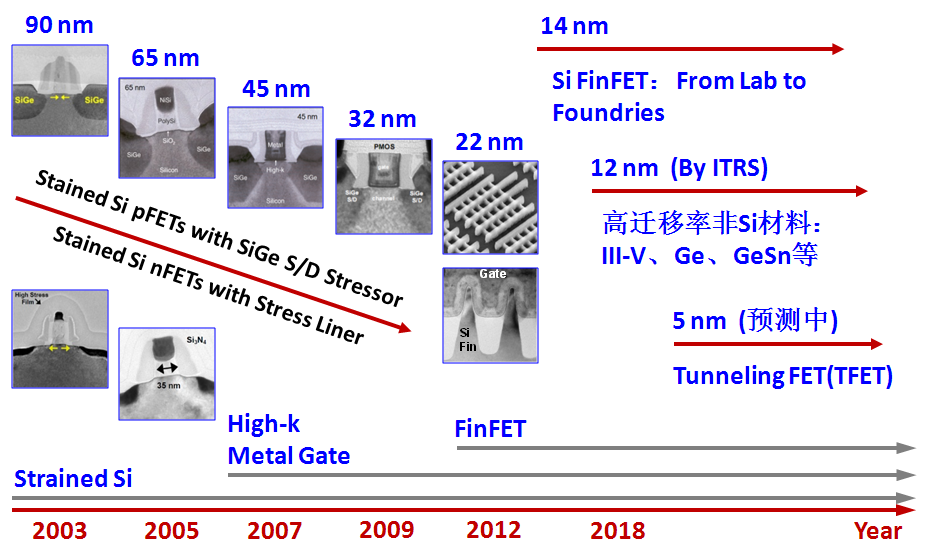 90 nm
65 nm
45 nm
32 nm
22 nm
14 nm
Si FinFET： From Lab to
Foundries
12 nm (By ITRS)
高迁移率非Si材料：
III-V、Ge、GeSn等
5 nm (预测中)
Tunneling FET(TFET)
SiGe
SiGe
65 nm
NiSi
PolySi
SiO2
SiGe
SiGe
Silicon
45 nm
Metal
High-k
SiGe
SiGe
Silicon
PMOS
gate
SiGe
S/D
SiGe
S/D
channel
Gate
Si
Fin
Stained Si pFETs with SiGe S/D Stressor
Stained Si nFETs with Stress Liner
High Stress
Film
Si3N4
35 nm
High-k
Metal Gate
FinFET
Strained Si
2003
2005
2007
2009
2012
2018
Year